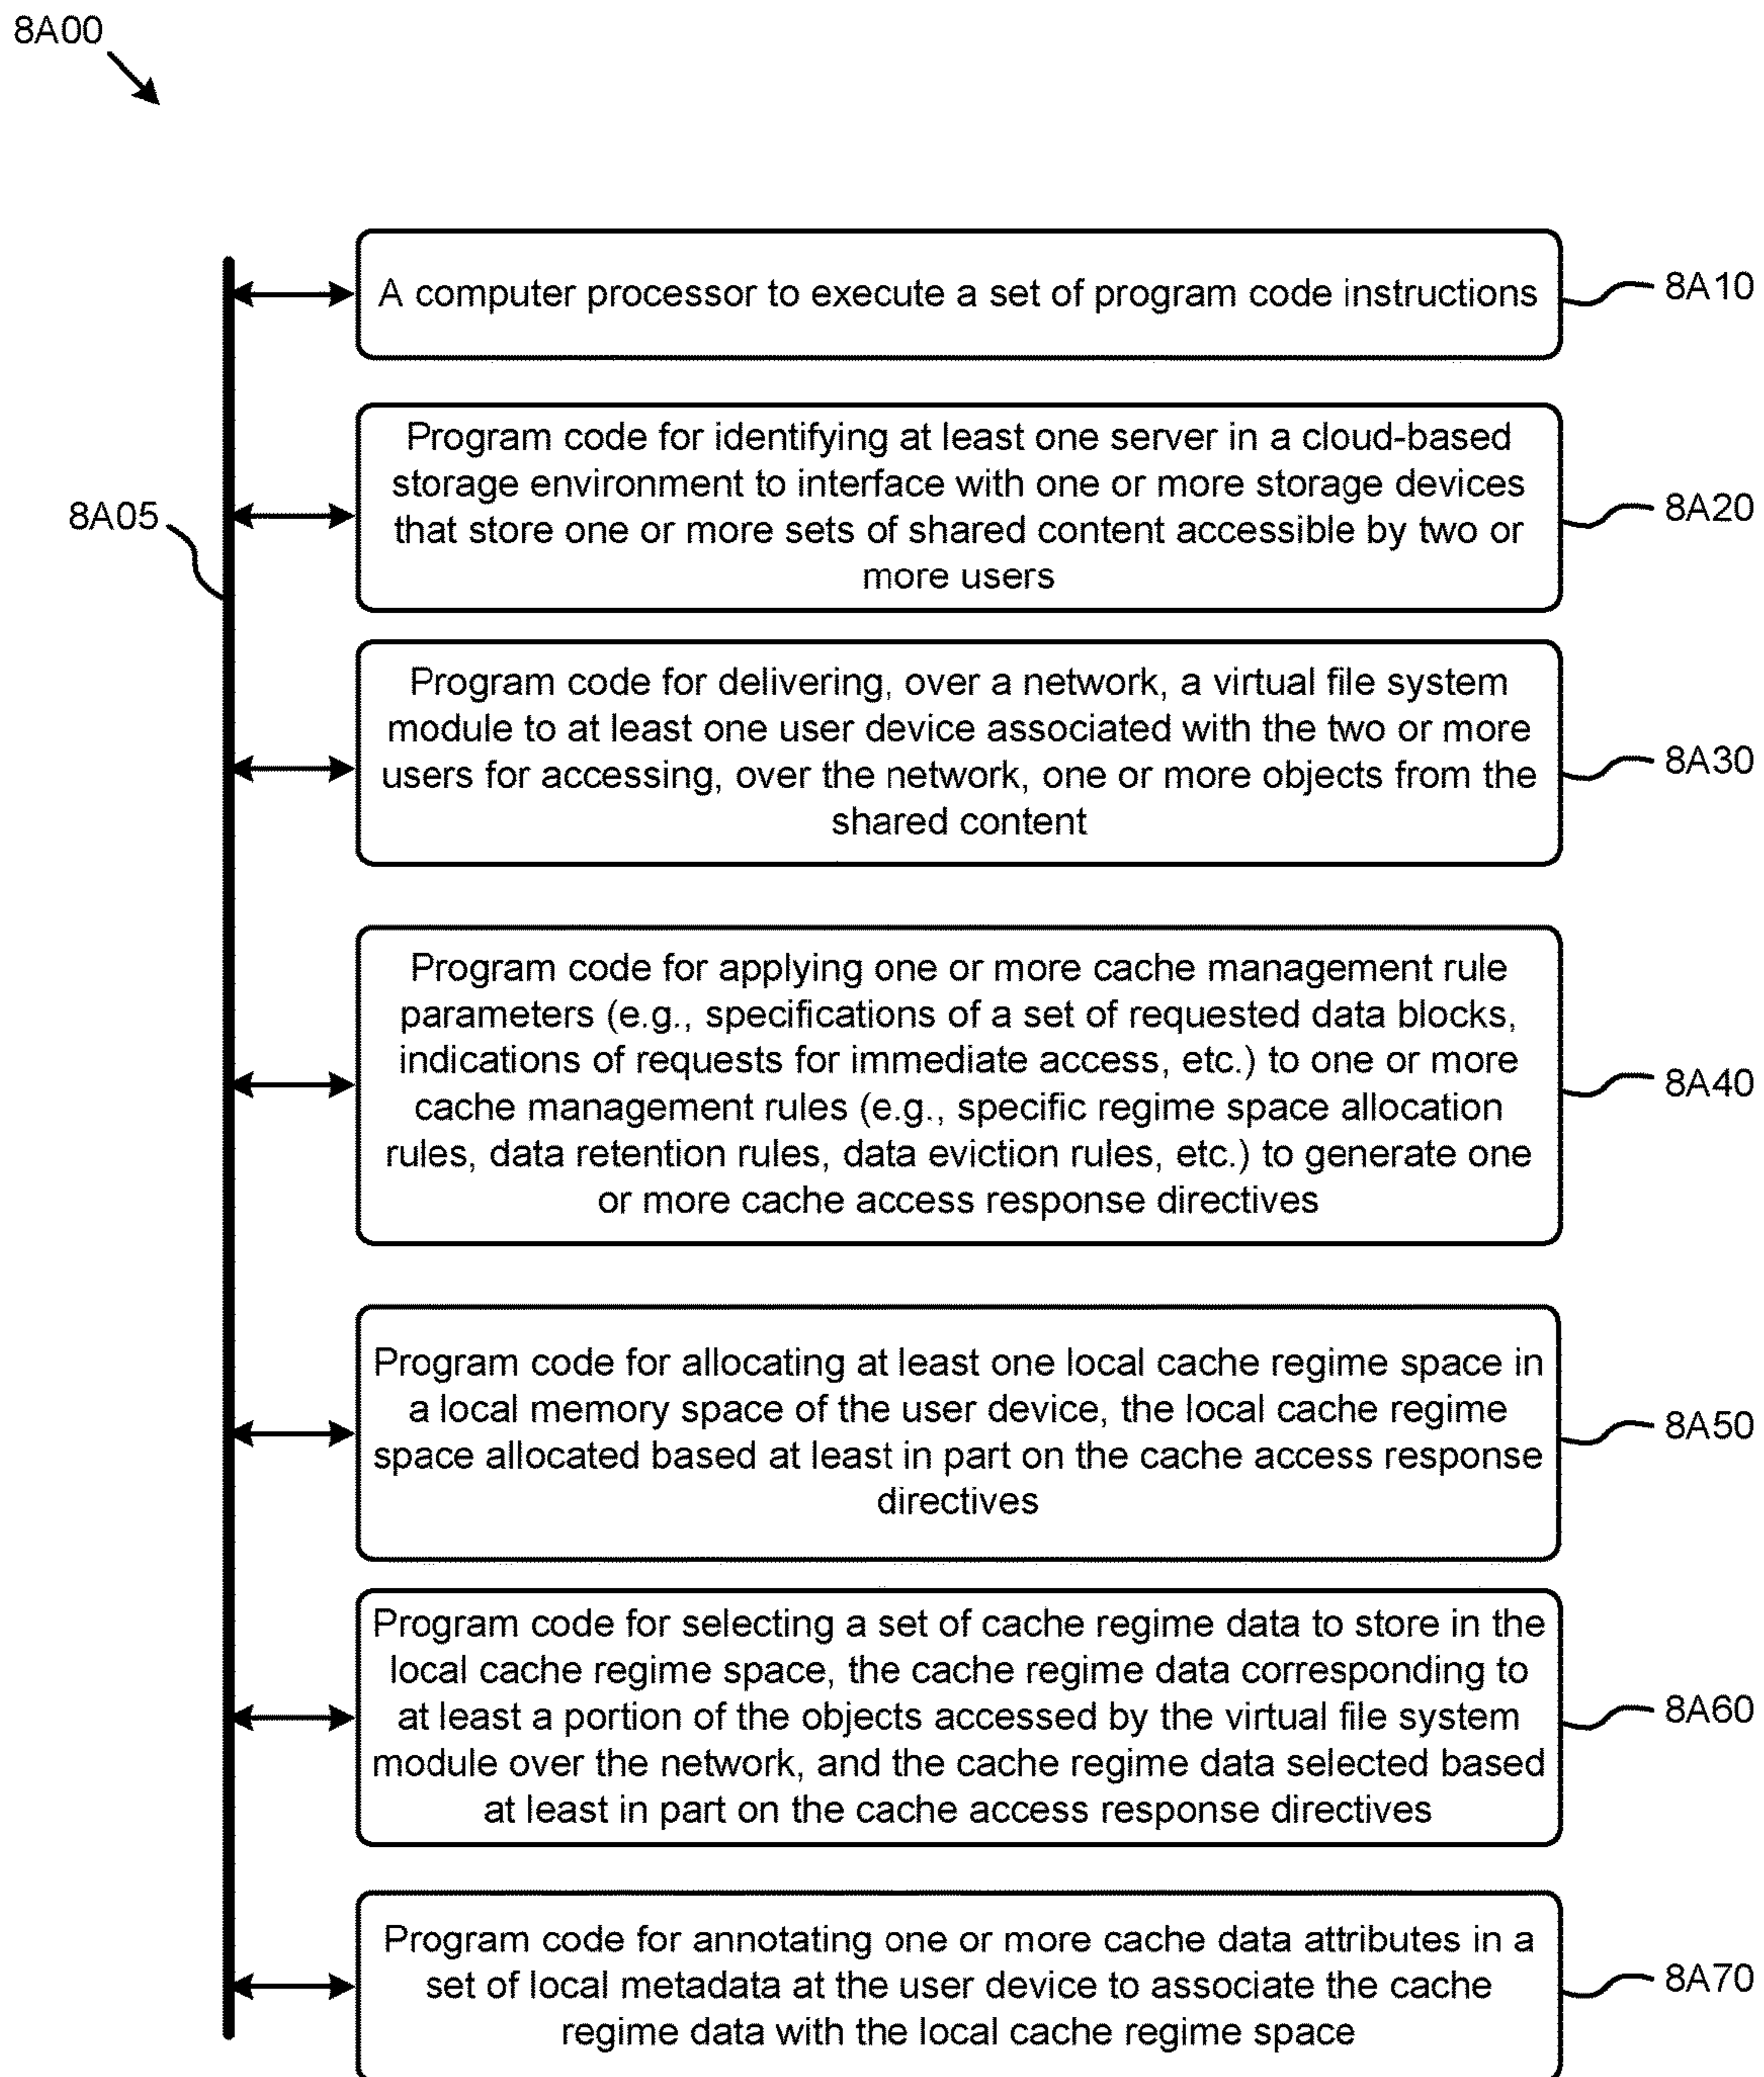 8A00
A computer processor to execute a set of program code instructions
8A10
Program code for identifying at least one server in a cloud-based
storage environment to interface with one or more storage devices
that store one or more sets of shared content accessible by two or
more users
8A20
8A05
Program code for delivering, over a network, a virtual file system
module to at least one user device associated with the two or more
users for accessing, over the network, one or more objects from the
shared content
8A30
Program code for applying one or more cache management rule
parameters (e.g., specifications of a set of requested data blocks,
indications of requests for immediate access, etc.) to one or more
cache management rules (e.g., specific regime space allocation
rules, data retention rules, data eviction rules, etc.) to generate one
or more cache access response directives
8A40
Program code for allocating at least one local cache regime space in
a local memory space of the user device, the local cache regime
space allocated based at least in part on the cache access response
directives
8A50
Program code for selecting a set of cache regime data to store in the
local cache regime space, the cache regime data corresponding to
at least a portion of the objects accessed by the virtual file system
module over the network, and the cache regime data selected based
at least in part on the cache access response directives
8A60
Program code for annotating one or more cache data attributes in a
set of local metadata at the user device to associate the cache
regime data with the local cache regime space
8A70